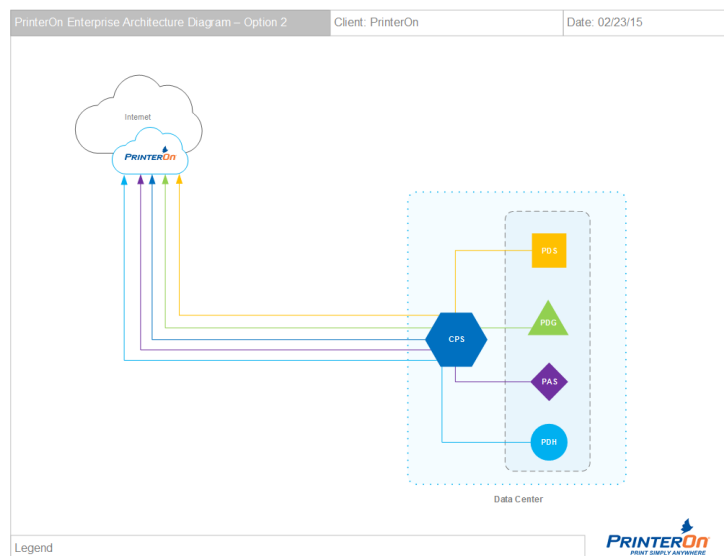 PrinterOn Enterprise Architecture Diagram – Option 2
Client: PrinterOn
Date: 02/23/15
Internet
PRINTERON
PDS
PDG
CPS
PAS
PDH
Data Center
Legend
PRINTERON
PRINT SIMPLY ANYWHERE